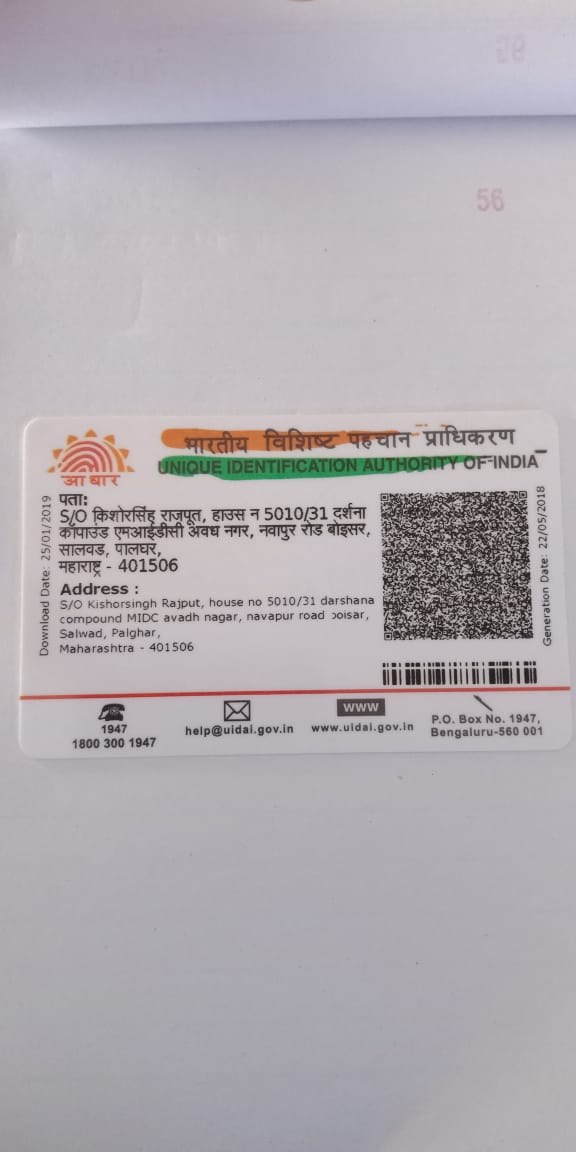 56
भारतीय विशिष्ट पहचान प्राधिकरण
UNIQUE IDENTIFICATION AUTHORITY OF INDIA
आधार
Download Date: 25/01/2019
पता:
S/O किशोरसिंह राजपूत, हाउस न 5010/31 दर्शना
कोंपाउंड एमआईडीसी अवध नगर, नवापुर रोड बोइसर,
सालवड, पालघर,
महाराष्ट्र - 401506
Address :
S/O Kishorsingh Rajput, house no 5010/31 darshana
compound MIDC avadh nagar, navapur road
Salwad, Palghar,
Maharashtra - 401506
Generation Date: 22/05/2018
1947
1800 300 1947
help@uidai.gov.in
WWW
www.uidai.gov.in
P.O. Box No. 1947,
Bengaluru-560 001